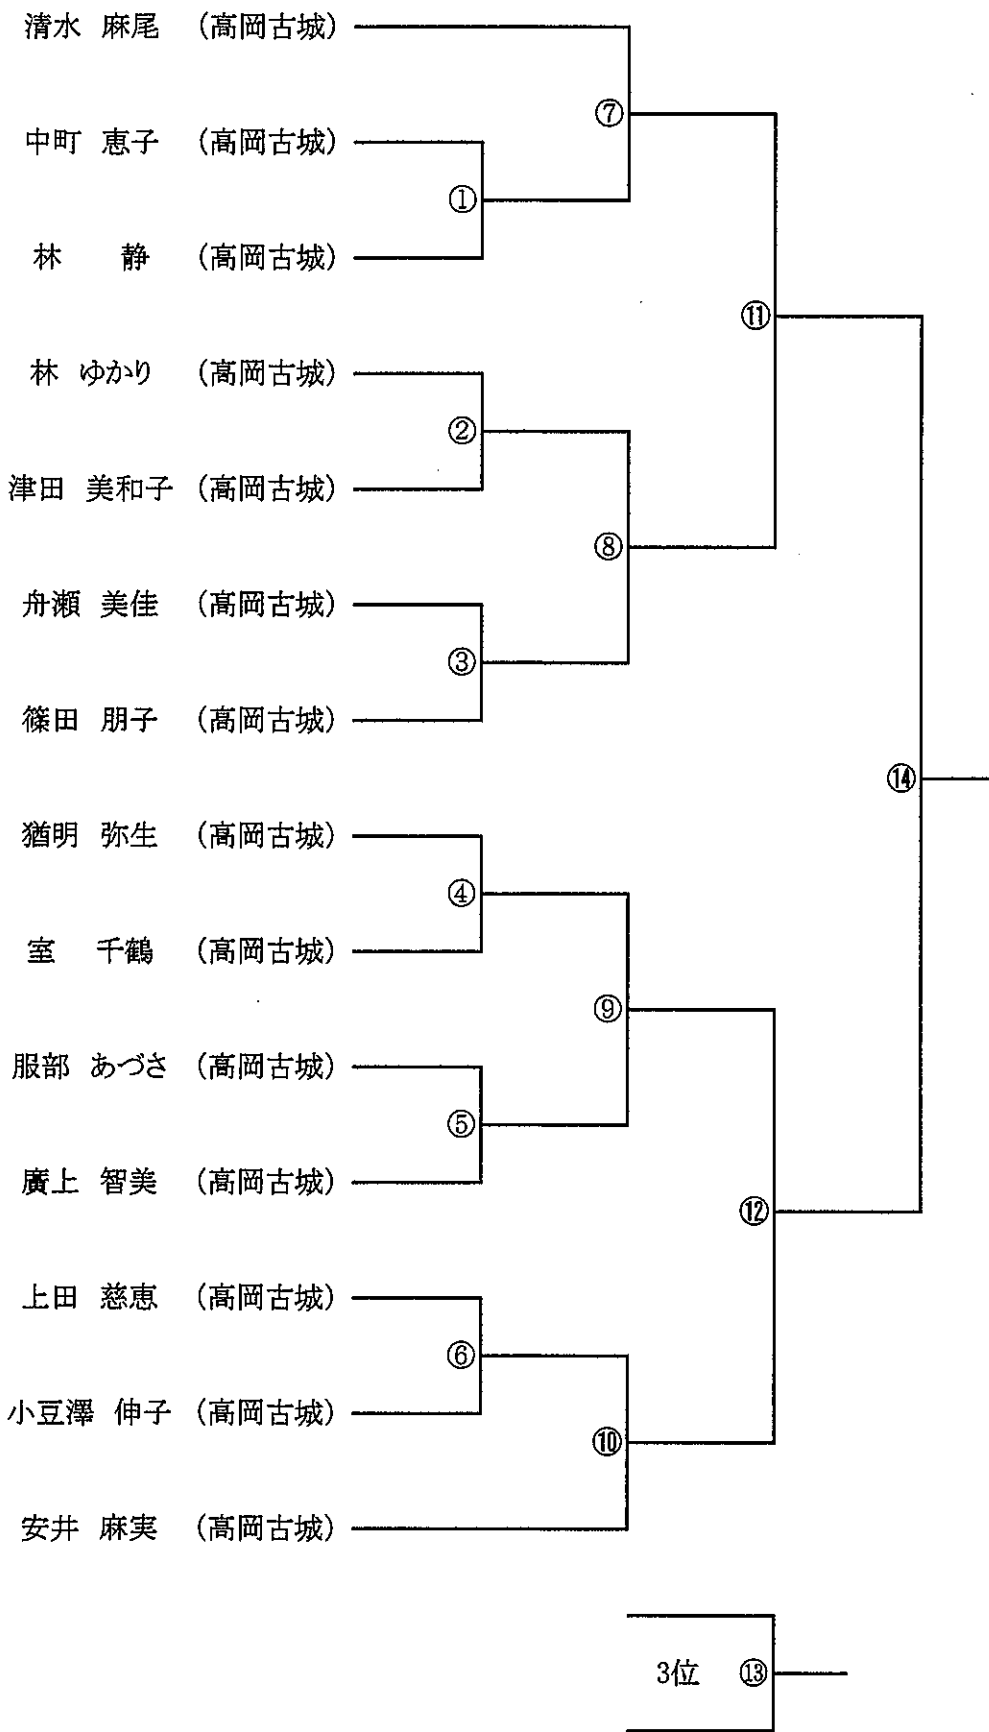 清水 麻尾 (高岡古城)
⑦
中町 恵子 (高岡古城)
①
林 静 (高岡古城)
⑪
林 ゆかり (高岡古城)
②
津田 美和子 (高岡古城)
⑧
舟瀬 美佳 (高岡古城)
③
篠田 朋子 (高岡古城)
⑭
猶明 弥生 (高岡古城)
④
室 千鶴 (高岡古城)
⑨
服部 あづさ (高岡古城)
⑤
廣上 智美 (高岡古城)
⑫
上田 慈恵 (高岡古城)
⑥
小豆澤 伸子 (高岡古城)
⑩
安井 麻実 (高岡古城)
3位 ⑬